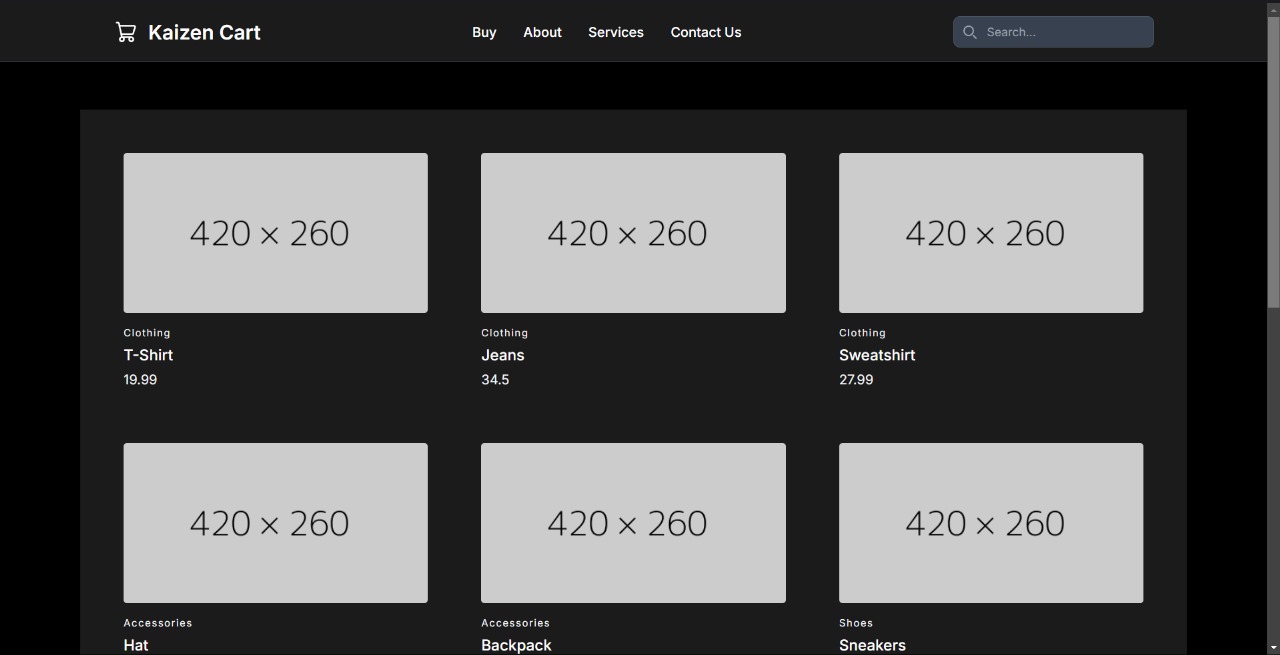 Kaizen Cart
Buy About Services Contact Us
Search...
420 × 260 420 × 260 420 × 260
Clothing Clothing Clothing
T-Shirt Jeans Sweatshirt
19.99 34.5 27.99
420 × 260 420 × 260 420 × 260
Accessories Accessories Shoes
Hat Backpack Sneakers